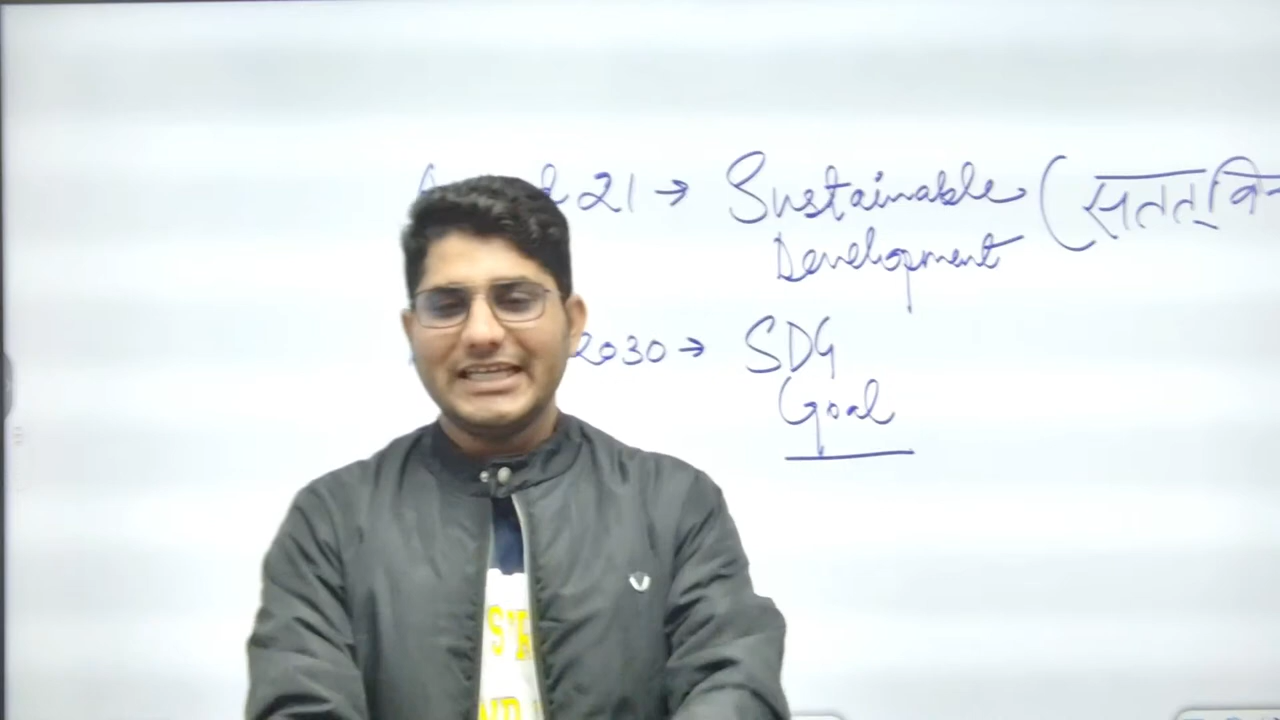 21 → Sustainable (सतत्
Development
2030 → SDG
Goal